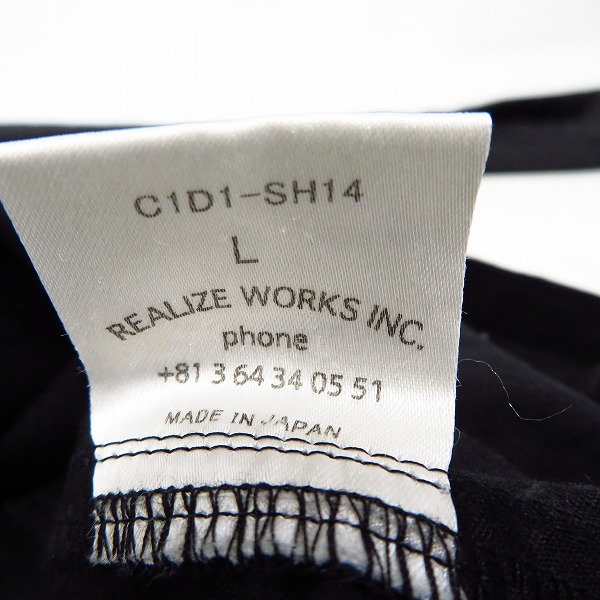 C1D1-SH14
L
REALIZE WORKS INC.
phone
+81 3 64 34 05 51
MADE IN JAPAN